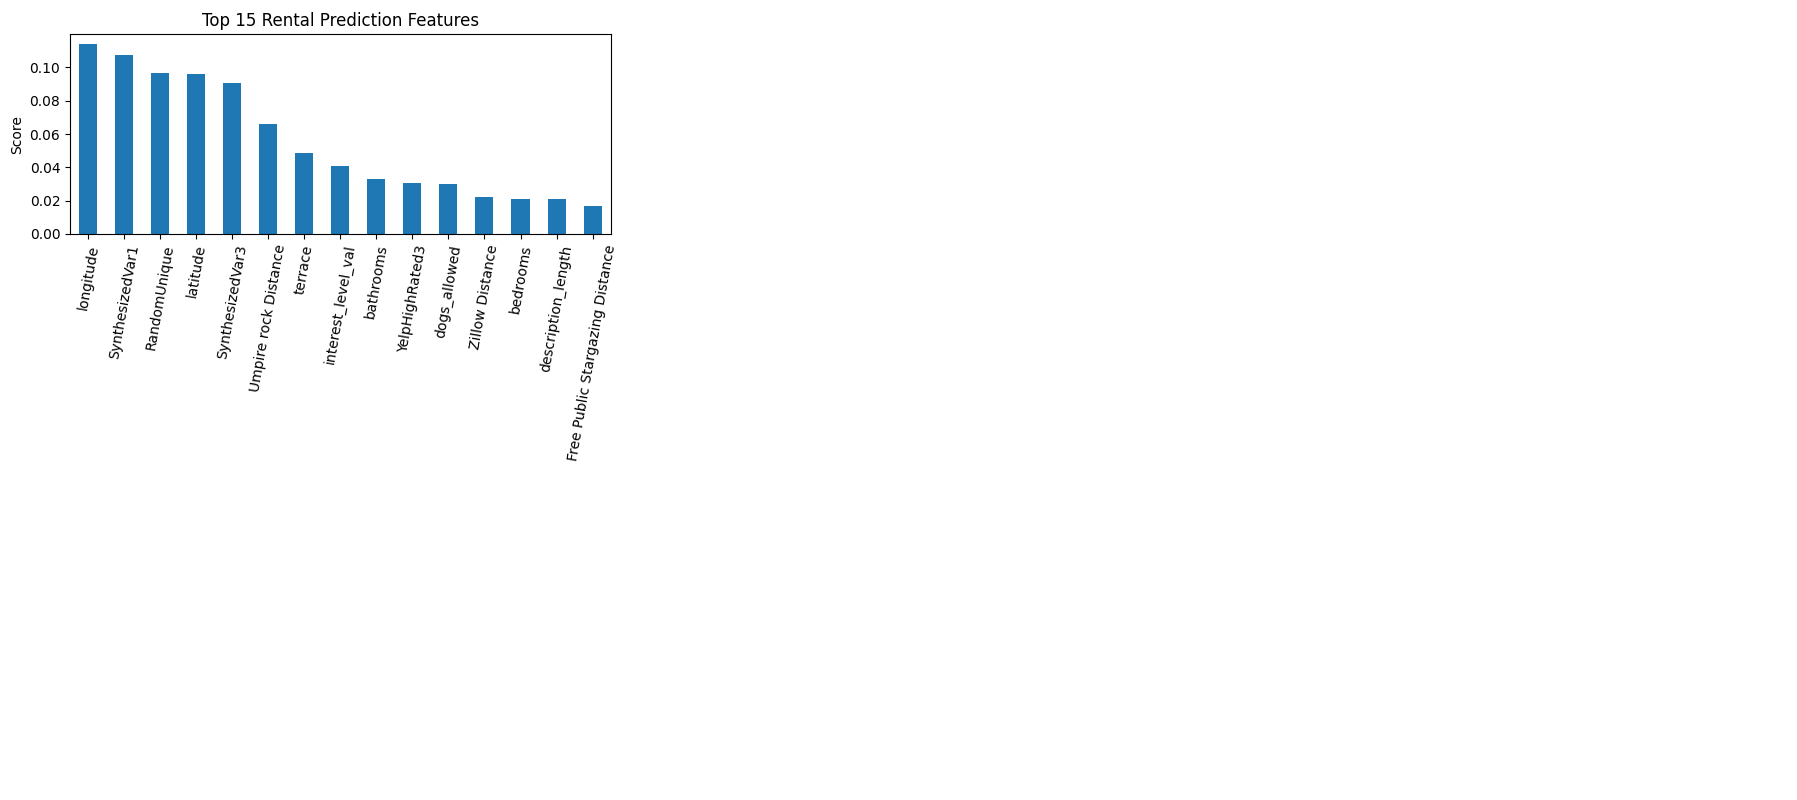 Top 15 Rental Prediction Features
Score
0.10
0.08
0.06
0.04
0.02
0.00
longitude
SynthesizedVar1
RandomUnique
latitude
SynthesizedVar3
Umpire rock Distance
terrace
interest_level_val
bathrooms
YelpHighRated3
dogs_allowed
Zillow Distance
bedrooms
description_length
Free Public Stargazing Distance